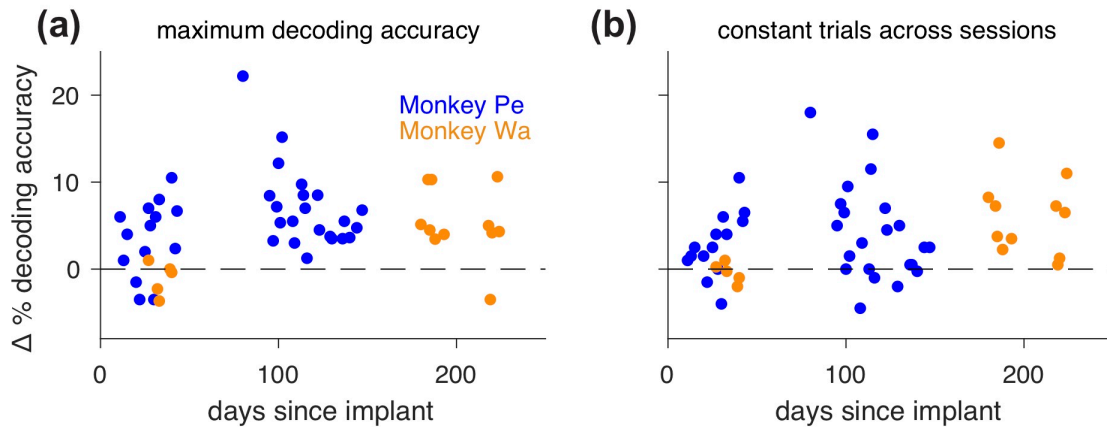 (a)
maximum decoding accuracy
Δ % decoding accuracy
20
10
0
Monkey Pe
Monkey Wa
0
100
200
days since implant
(b)
constant trials across sessions
0
100
200
days since implant